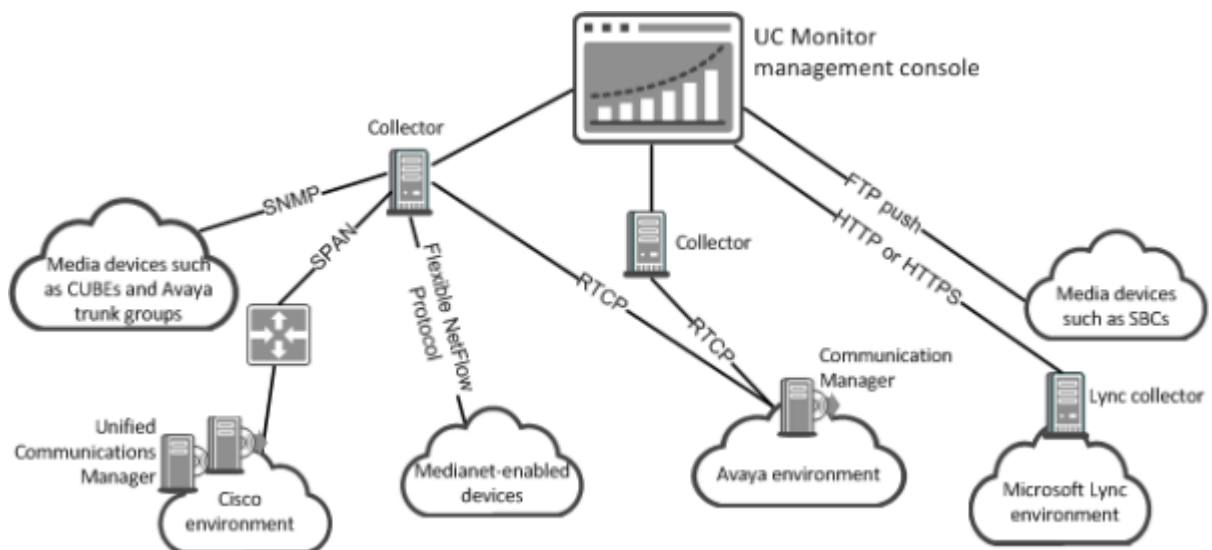 UC Monitor
management console
Collector
SNMP
SPAN
Flexible NetFlow
Protocol
RTCP
Collector
RTCP
FTP push
HTTP or HTTPS
Media devices such
as CUBEs and Avaya
trunk groups
Media devices
such as SBCs
Communication
Manager
Lync collector
Unified
Communications
Manager
Cisco
environment
Medianet-enabled
devices
Avaya environment
Microsoft Lync
environment